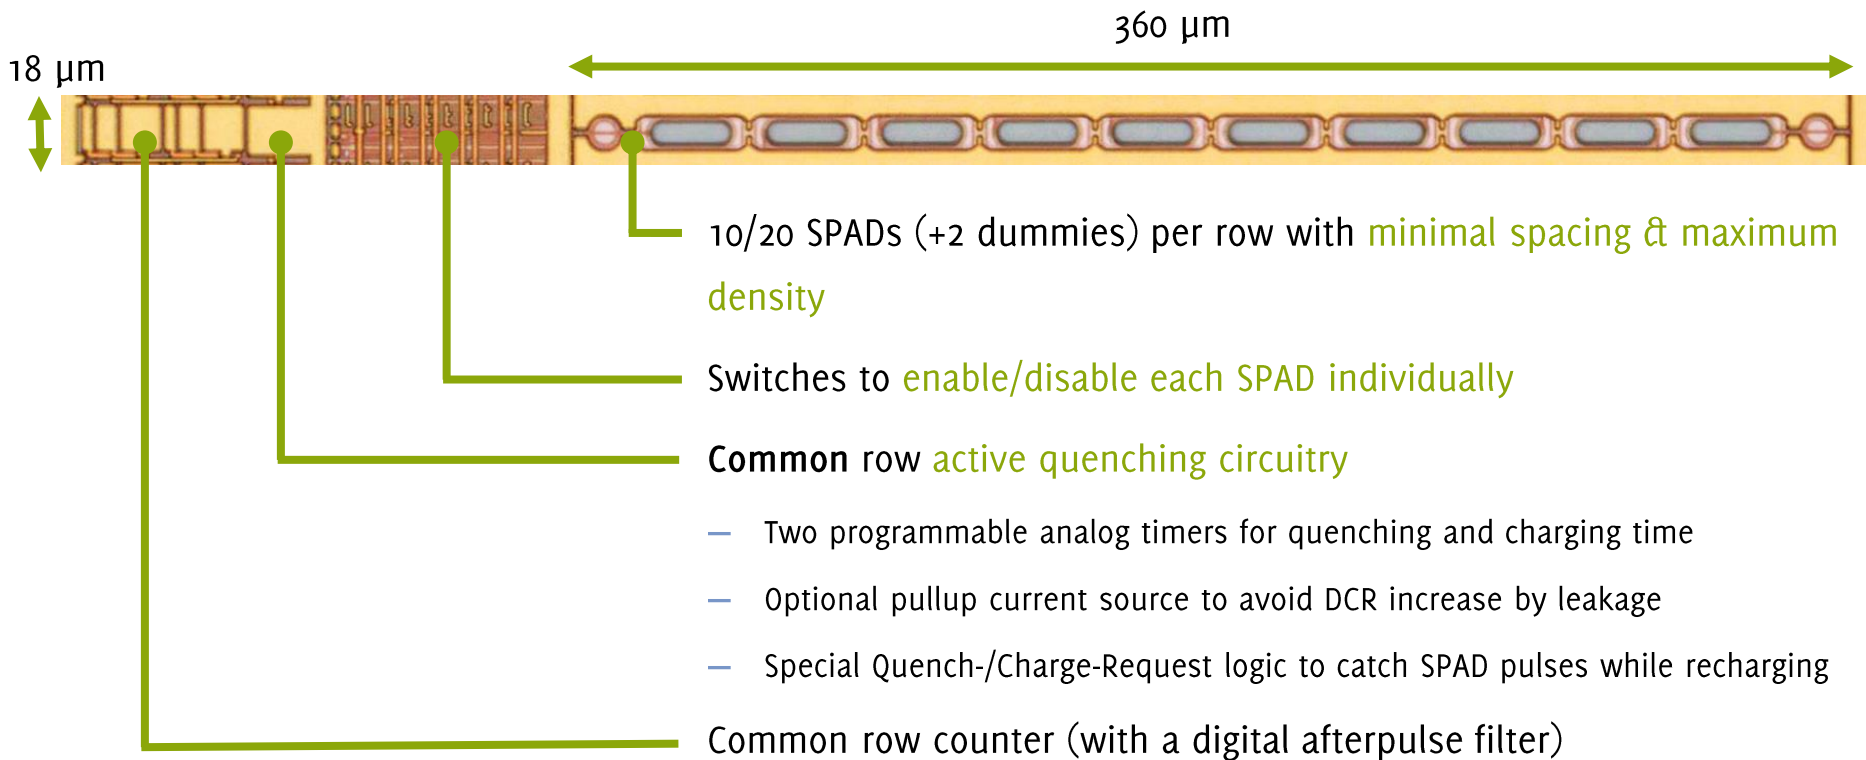 360 µm
18 µm
10/20 SPADs (+2 dummies) per row with minimal spacing & maximum
density
Switches to enable/disable each SPAD individually
Common row active quenching circuitry
– Two programmable analog timers for quenching and charging time
– Optional pullup current source to avoid DCR increase by leakage
– Special Quench-/Charge-Request logic to catch SPAD pulses while recharging
Common row counter (with a digital afterpulse filter)